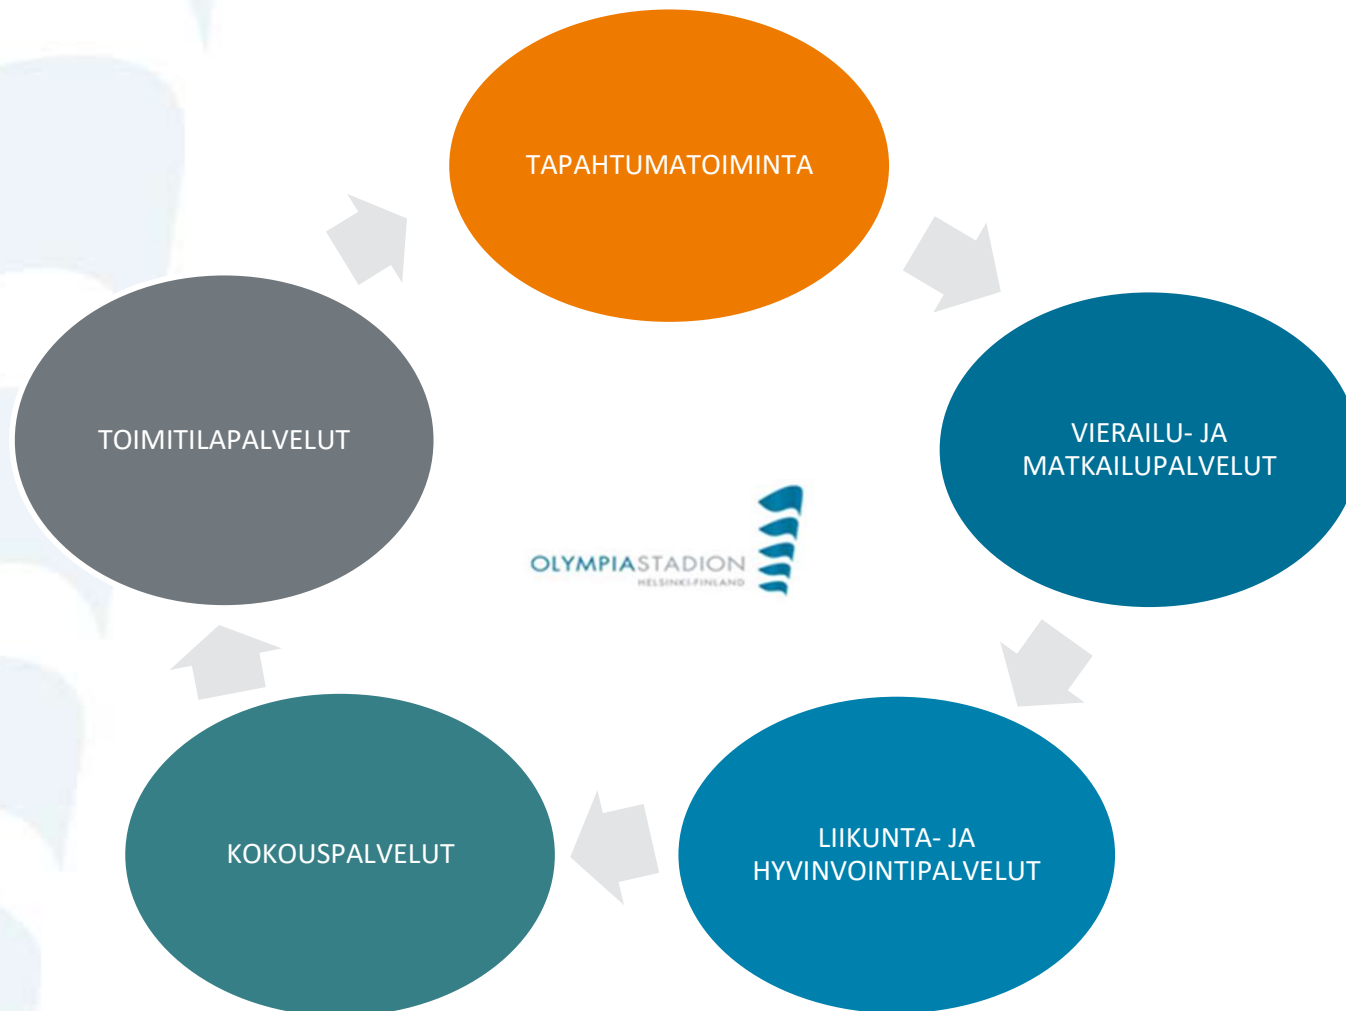 TAPAHTUMATOIMINTA
VIERAILU- JA
MATKAILUPALVELUT
LIIKUNTA- JA
HYVINVOINTIPALVELUT
KOKOUSPALVELUT
TOIMITILAPALVELUT
OLYMPIASTADION
HELSINKI-FINLAND